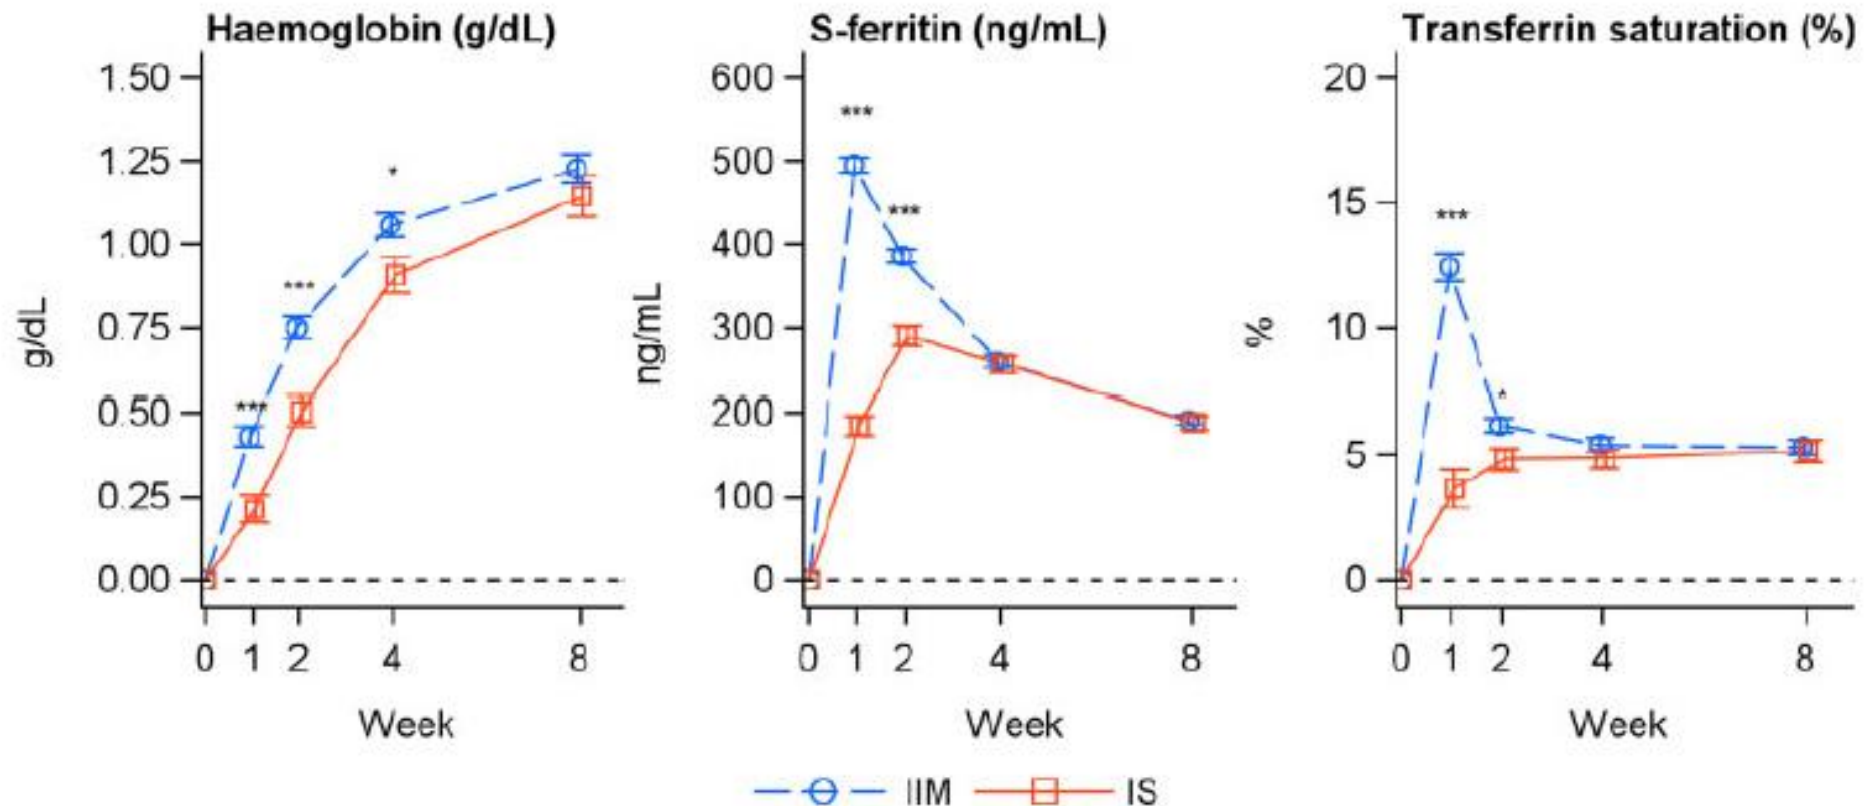 Haemoglobin (g/dL)
1.50
1.25
1.00
0.75
0.50
0.25
0.00
g/dL
***
***
*
0 1 2 4 8
Week
S-ferritin (ng/mL)
600
500
400
300
200
100
0
ng/mL
***
***
0 1 2 4 8
Week
Transferrin saturation (%)
20
15
10
5
0
%
***
*
0 1 2 4 8
Week
IIM IS